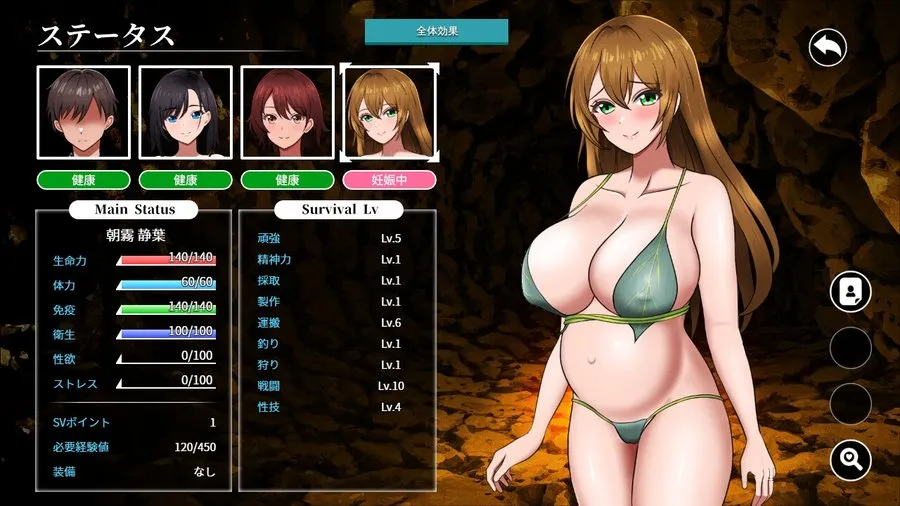 ステータス
全体効果
健康
健康
健康
妊娠中
Main Status
朝霧 静葉
生命力 140/140
体力 60/60
免疫 140/140
衛生 100/100
性欲 0/100
ストレス 0/100
SVポイント 1
必要経験値 120/450
装備 なし
Survival Lv
頑強 Lv.5
精神力 Lv.1
採取 Lv.1
製作 Lv.1
運搬 Lv.6
釣り Lv.1
狩り Lv.1
戦闘 Lv.10
性技 Lv.4